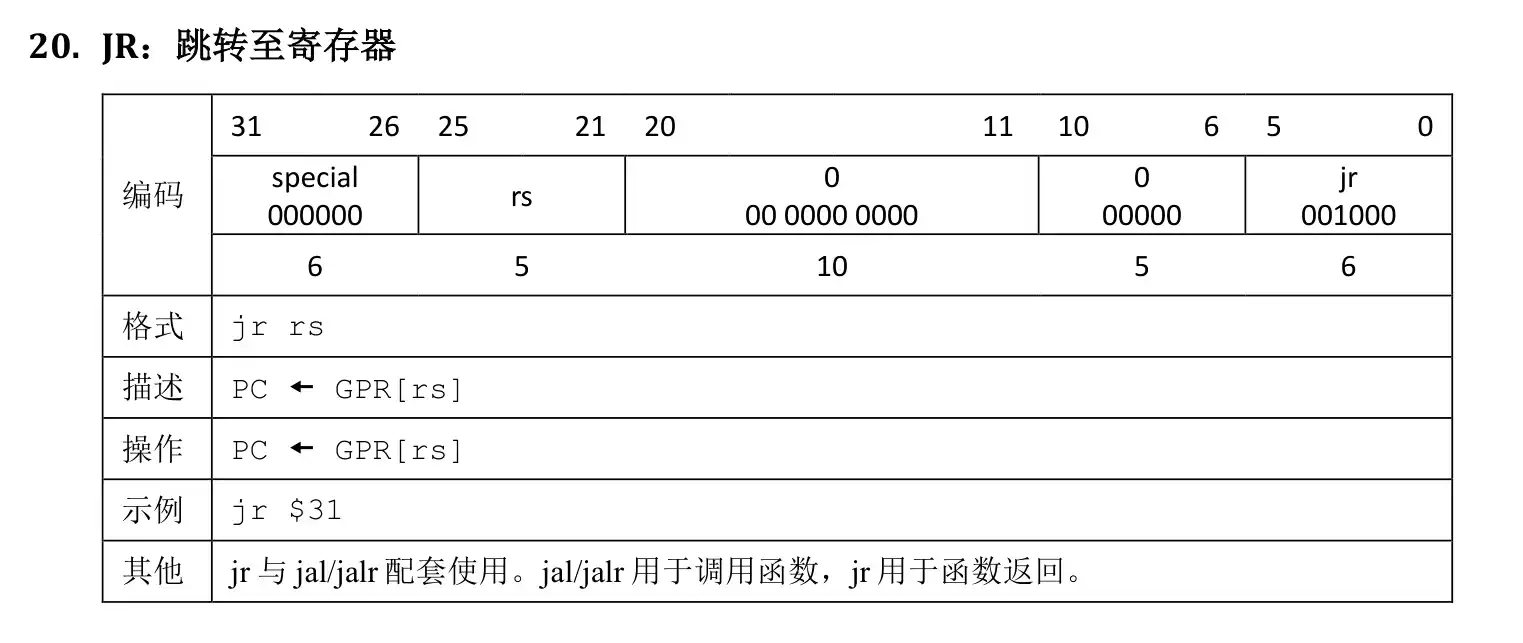 20. JR：跳转至寄存器
31 26 25 21 20 11 10 6 5 0
编码
special rs 0 0 jr
000000 00 0000 0000 00000 001000
6 5 10 5 6
格式 jr rs
描述 PC ← GPR[rs]
操作 PC ← GPR[rs]
示例 jr $31
其他 jr 与 jal/jalr 配套使用。jal/jalr 用于调用函数，jr 用于函数返回。